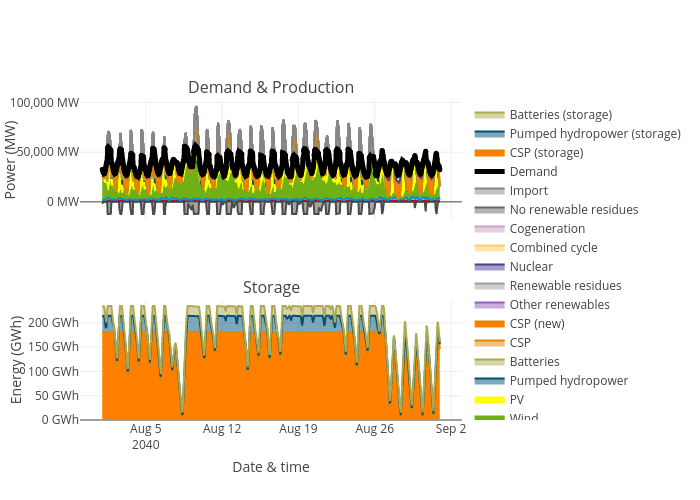 Demand & Production
100,000 MW
50,000 MW
0 MW
Power (MW)
Batteries (storage)
Pumped hydropower (storage)
CSP (storage)
Demand
Import
No renewable residues
Cogeneration
Combined cycle
Nuclear
Renewable residues
Other renewables
CSP (new)
CSP
Batteries
Pumped hydropower
PV
Wind
Storage
200 GWh
150 GWh
100 GWh
50 GWh
0 GWh
Energy (GWh)
Aug 5 Aug 12 Aug 19 Aug 26 Sep 2
2040
Date & time